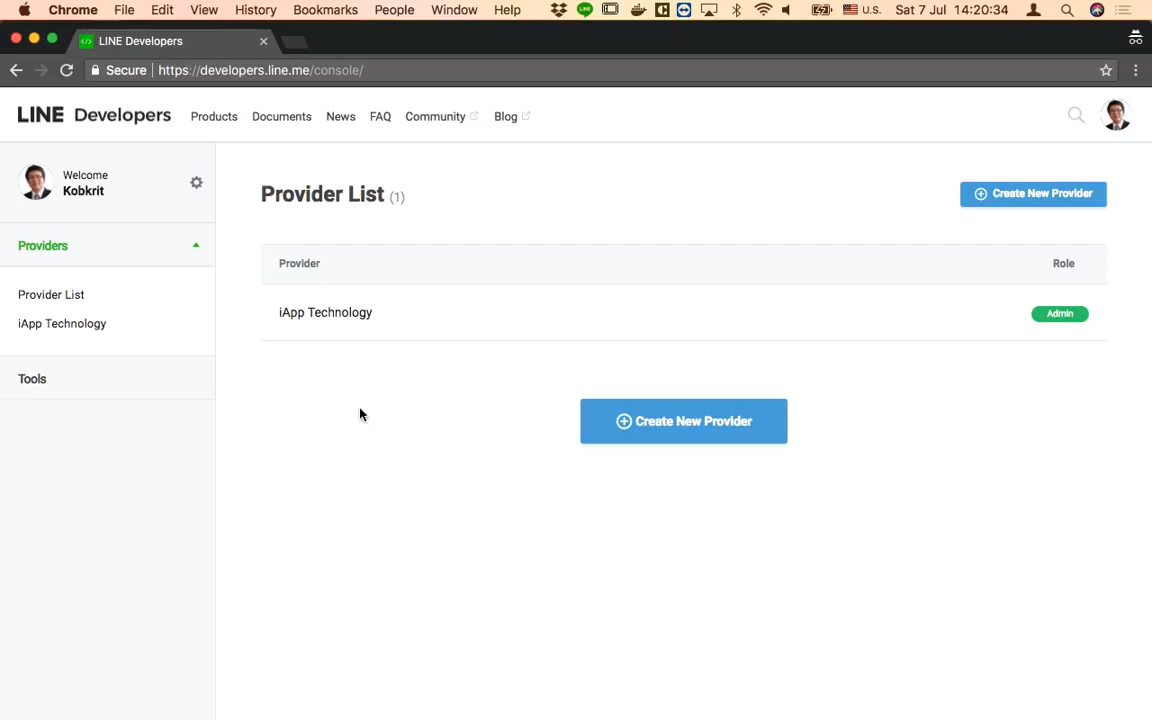 Chrome File Edit View History Bookmarks People Window Help U.S. Sat 7 Jul 14:20:34
LINE Developers
Secure https://developers.line.me/console/
LINE Developers Products Documents News FAQ Community Blog
Welcome
Kobkrit
Providers
Provider List
iApp Technology
Tools
Provider List (1)
Create New Provider
Provider Role
iApp Technology Admin
Create New Provider